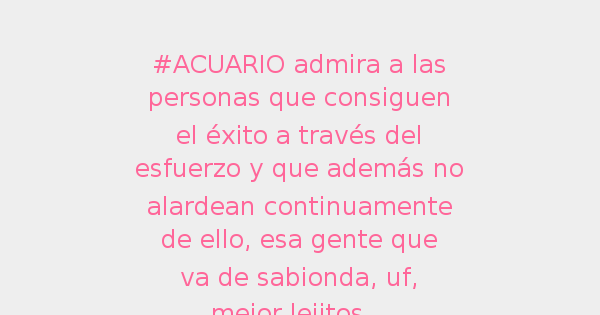 #ACUARIO admira a las
personas que consiguen
el éxito a través del
esfuerzo y que además no
alardean continuamente
de ello, esa gente que
va de sabionda, uf,
mejor lejitos